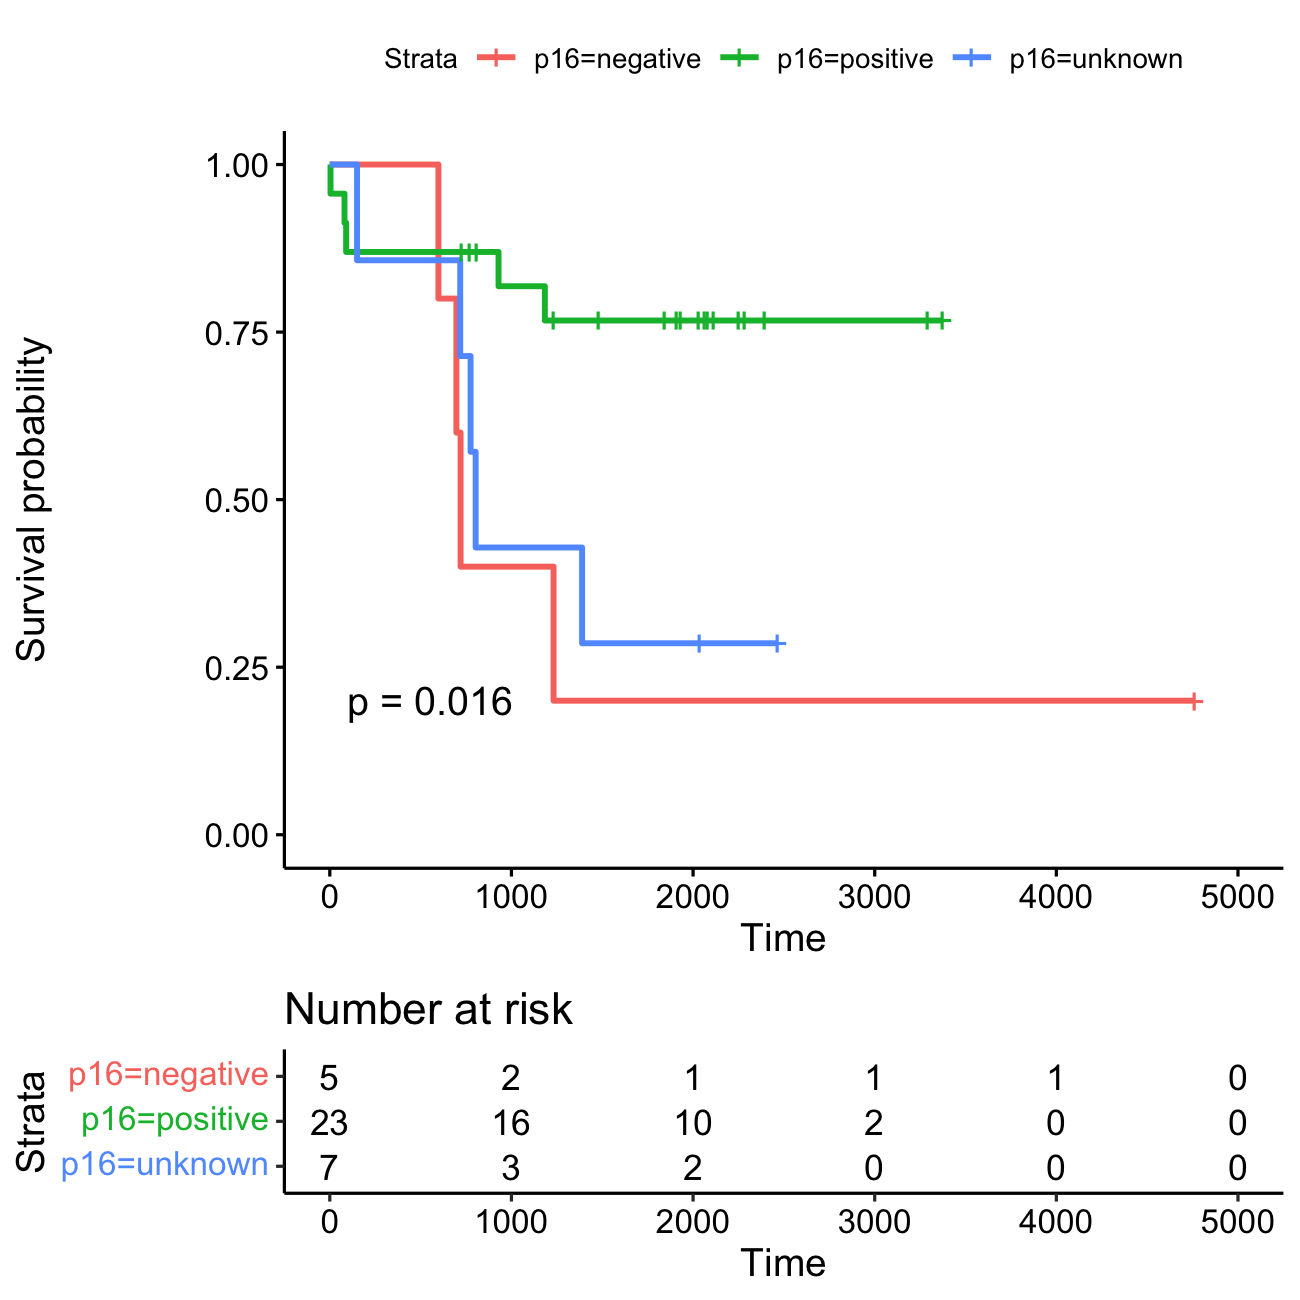 Strata p16=negative p16=positive p16=unknown
Survival probability
1.00
0.75
0.50
0.25
0.00
p = 0.016
0 1000 2000 3000 4000 5000
Time
Number at risk
Strata
p16=negative 5 2 1 1 1 0
p16=positive 23 16 10 2 0 0
p16=unknown 7 3 2 0 0 0
0 1000 2000 3000 4000 5000
Time